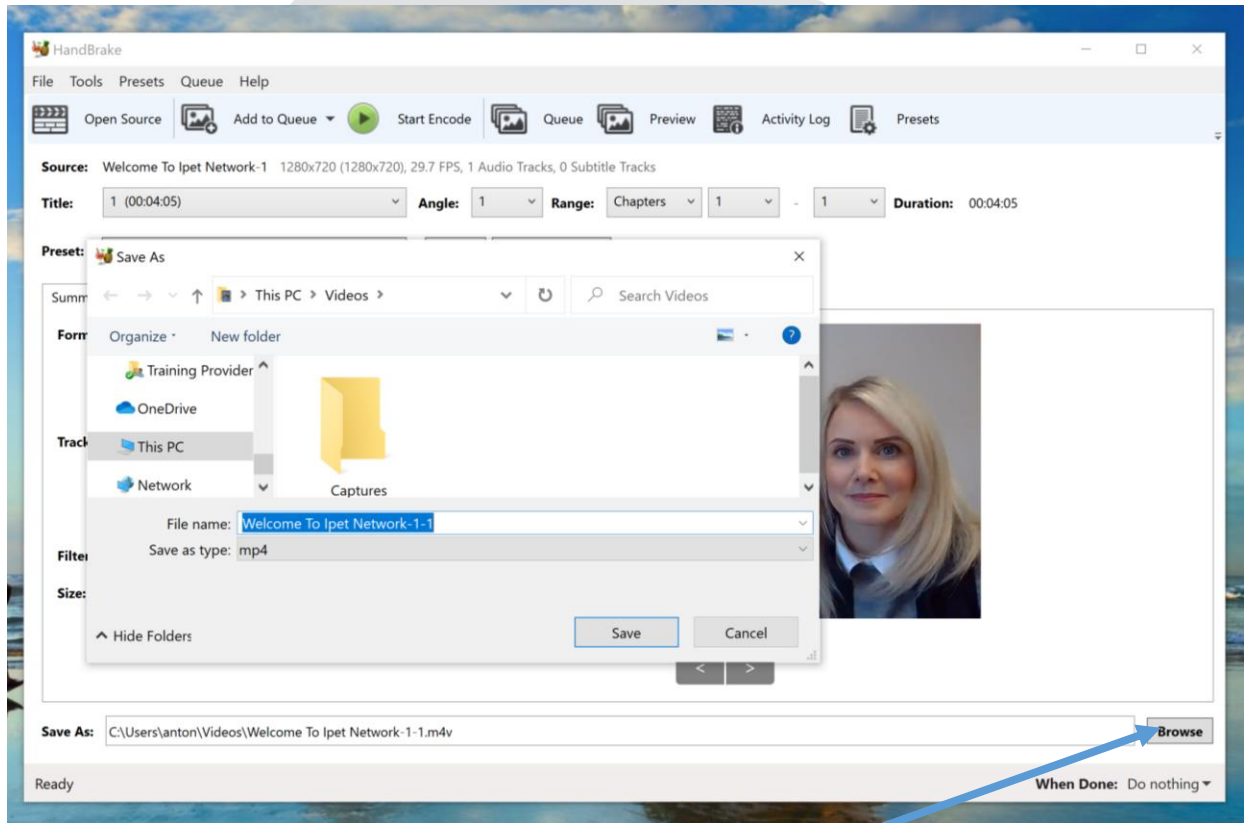 HandBrake
File Tools Presets Queue Help
Open Source Add to Queue Start Encode Queue Preview Activity Log Presets
Source: Welcome To Ipet Network-1 1280x720 (1280x720), 29.7 FPS, 1 Audio Tracks, 0 Subtitle Tracks
Title: 1 (00:04:05) Angle: 1 Range: Chapters 1 - 1 Duration: 00:04:05
Preset:
Save As
This PC > Videos > Search Videos
Summ
Form
Organize New folder
Training Provider
OneDrive
Track
This PC
Network
Captures
File name: Welcome To Ipet Network-1-1
Save as type: mp4
Filter
Size:
Hide Folders Save Cancel
< >
Save As: C:\Users\anton\Videos\Welcome To Ipet Network-1-1.m4v Browse
Ready When Done: Do nothing